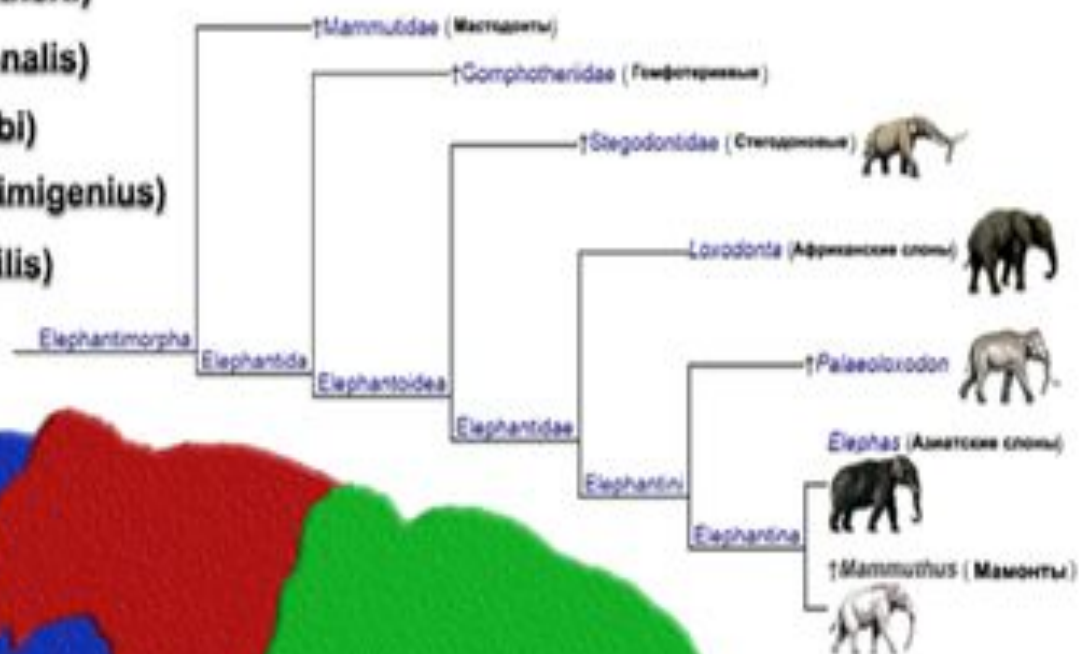 nalis)
bi)
imigenius)
ilis)
†Mammutidae (Мастодонты)
†Gomphotheriidae (Гомфотериевые)
†Stegodontidae (Стегодоновые)
Loxodonta (Африканские слоны)
Elephantimorpha
Elephantida
Elephantoidea
†Palaeoloxodon
Elephantidae
Elephas (Азиатские слоны)
Elephantini
Elephantina
†Mammuthus (Мамонты)